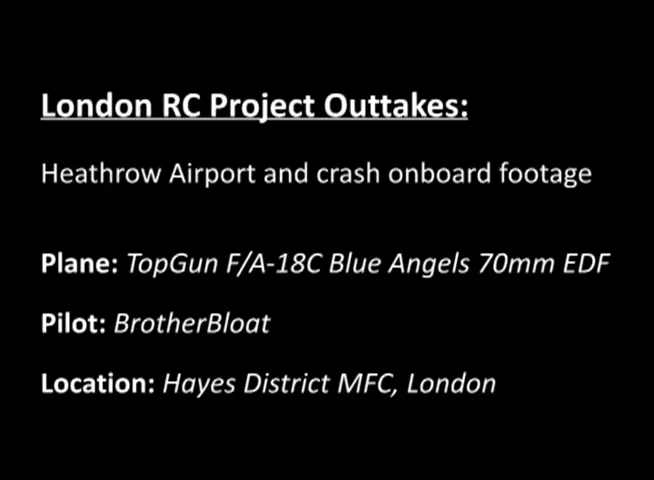 London RC Project Outtakes:
Heathrow Airport and crash onboard footage
Plane: TopGun F/A-18C Blue Angels 70mm EDF
Pilot: BrotherBloat
Location: Hayes District MFC, London